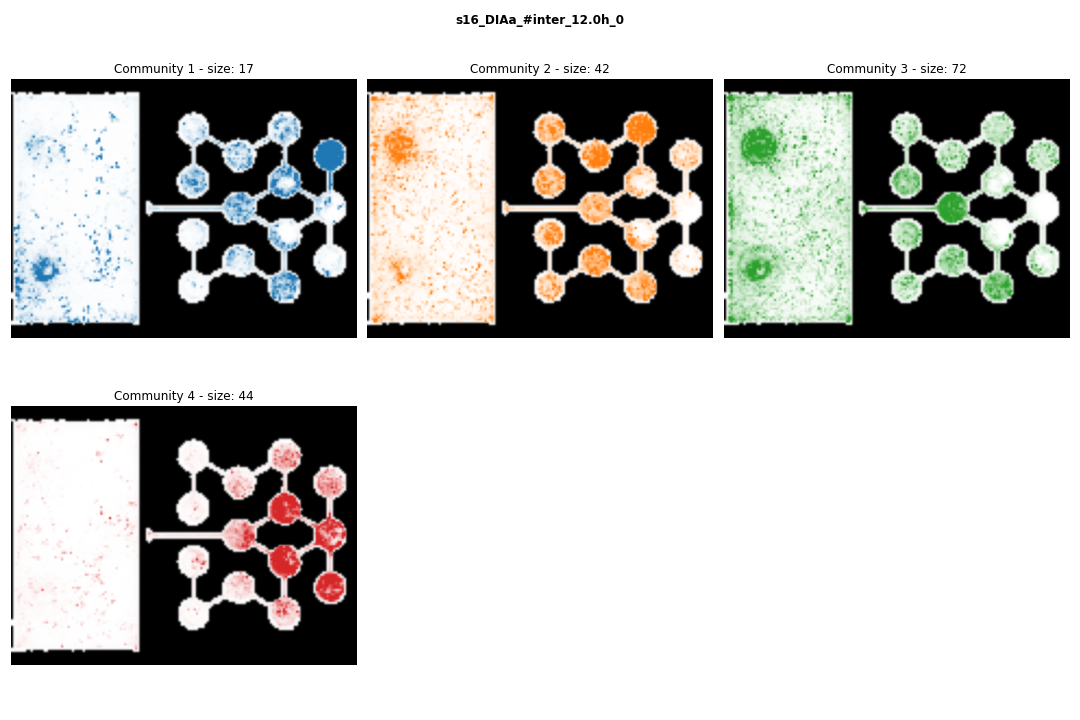 s16_DIAa_#inter_12.0h_0
Community 1 - size: 17
Community 2 - size: 42
Community 3 - size: 72
Community 4 - size: 44